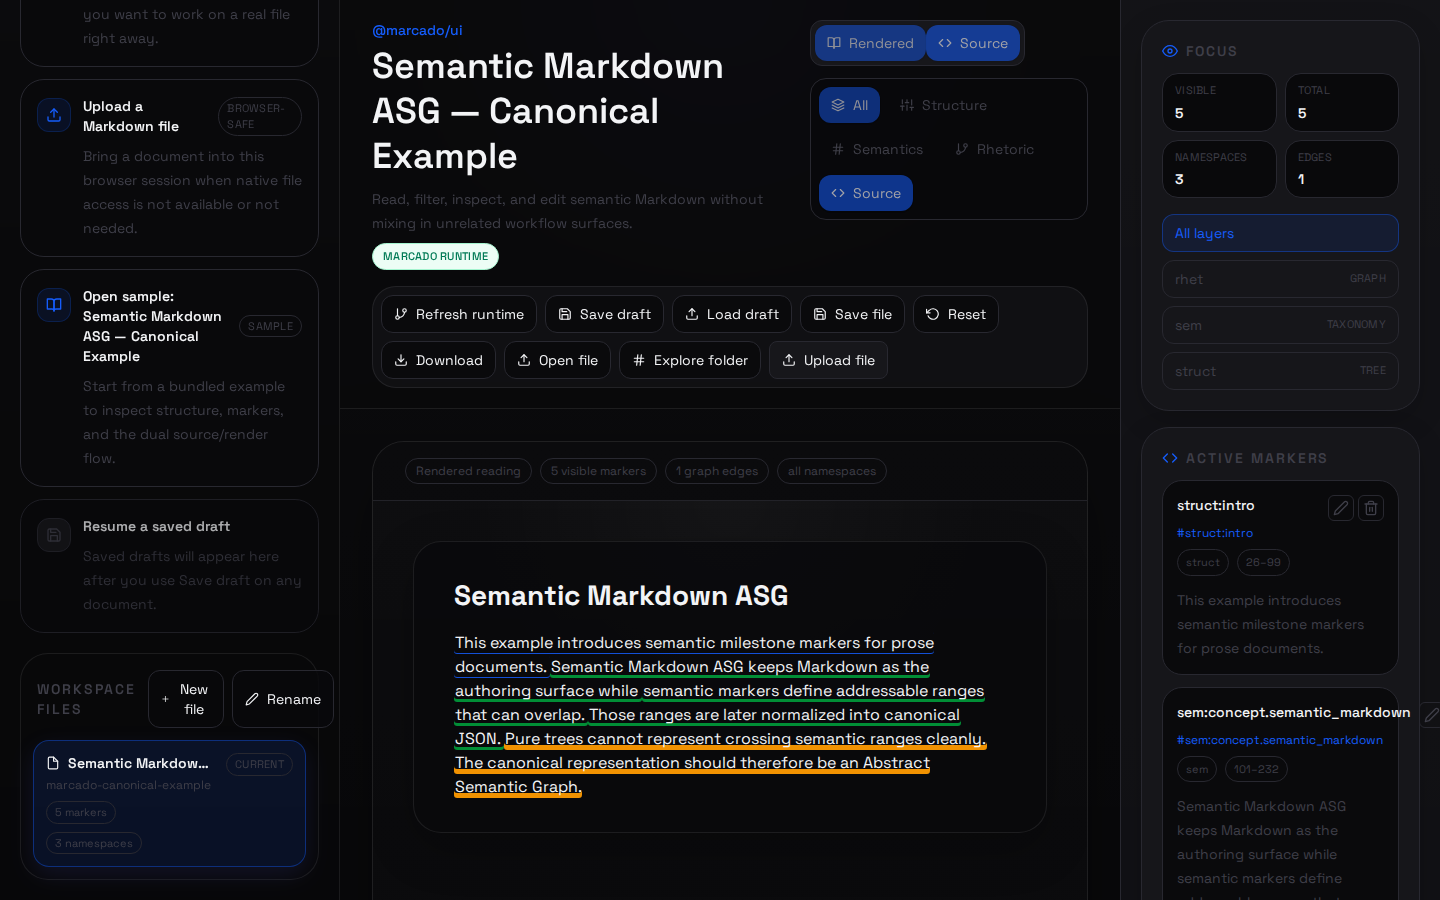 you want to work on a real file
right away.
Upload a
Markdown file
BROWSER-
SAFE
Bring a document into this
browser session when native file
access is not available or not
needed.
Open sample:
Semantic Markdown
ASG — Canonical
Example
SAMPLE
Start from a bundled example
to inspect structure, markers,
and the dual source/render
flow.
Resume a saved draft
Saved drafts will appear here
after you use Save draft on any
document.
WORKSPACE
FILES
New
file
Rename
Semantic Markdow...
CURRENT
marcado-canonical-example
5 markers
3 namespaces
@marcado/ui
Semantic Markdown
ASG — Canonical
Example
Read, filter, inspect, and edit semantic Markdown without
mixing in unrelated workflow surfaces.
MARCADO RUNTIME
Rendered
Source
All
Structure
Semantics
Rhetoric
Source
Refresh runtime
Save draft
Load draft
Save file
Reset
Download
Open file
Explore folder
Upload file
Rendered reading
5 visible markers
1 graph edges
all namespaces
Semantic Markdown ASG
This example introduces semantic milestone markers for prose
documents. Semantic Markdown ASG keeps Markdown as the
authoring surface while semantic markers define addressable ranges
that can overlap. Those ranges are later normalized into canonical
JSON. Pure trees cannot represent crossing semantic ranges cleanly.
The canonical representation should therefore be an Abstract
Semantic Graph.
FOCUS
VISIBLE
5
TOTAL
5
NAMESPACES
3
EDGES
1
All layers
rhet
GRAPH
sem
TAXONOMY
struct
TREE
ACTIVE MARKERS
struct:intro
#struct:intro
struct
26–99
This example introduces
semantic milestone markers
for prose documents.
sem:concept.semantic_markdown
#sem:concept.semantic_markdown
sem
101–232
Semantic Markdown ASG
keeps Markdown as the
authoring surface while
semantic markers define